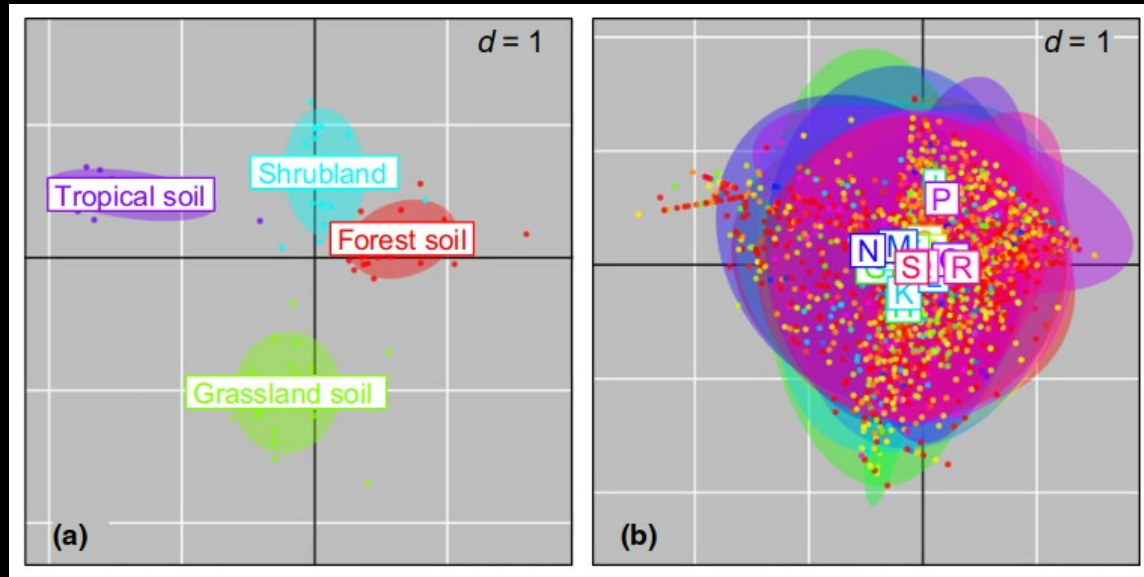 d = 1
Shrubland
Tropical soil
Forest soil
Grassland soil
(a)
d = 1
P
N
M
S
R
K
(b)